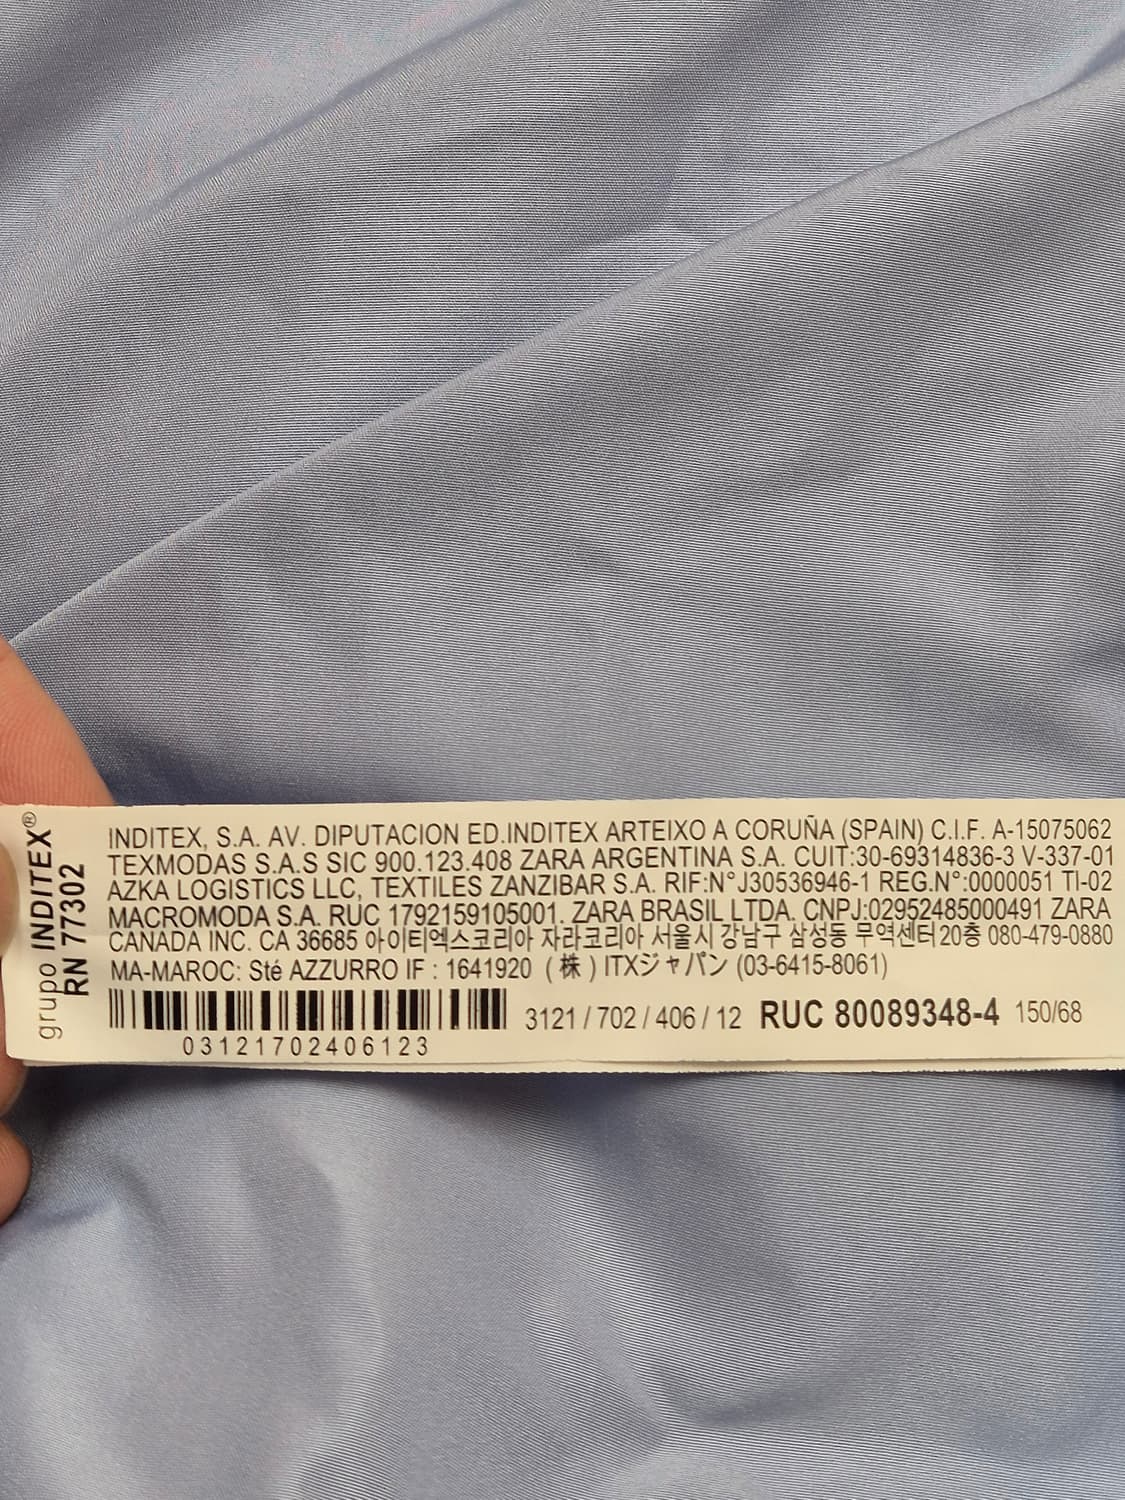 grupo INDITEX®
RN 77302
INDITEX, S.A. AV. DIPUTACION ED.INDITEX ARTEIXO A CORUÑA (SPAIN) C.I.F. A-15075062
TEXMODAS S.A.S SIC 900.123.408 ZARA ARGENTINA S.A. CUIT:30-69314836-3 V-337-01
AZKA LOGISTICS LLC, TEXTILES ZANZIBAR S.A. RIF:N°J30536946-1 REG.N°:0000051 TI-02
MACROMODA S.A. RUC 1792159105001. ZARA BRASIL LTDA. CNPJ:02952485000491 ZARA
CANADA INC. CA 36685 아이티엑스코리아 자라코리아 서울시 강남구 삼성동 무역센터20층 080-479-0880
MA-MAROC: Sté AZZURRO IF : 1641920 (株) ITXジャパン (03-6415-8061)
3121 / 702 / 406 / 12 RUC 80089348-4 150/68
03121702406123